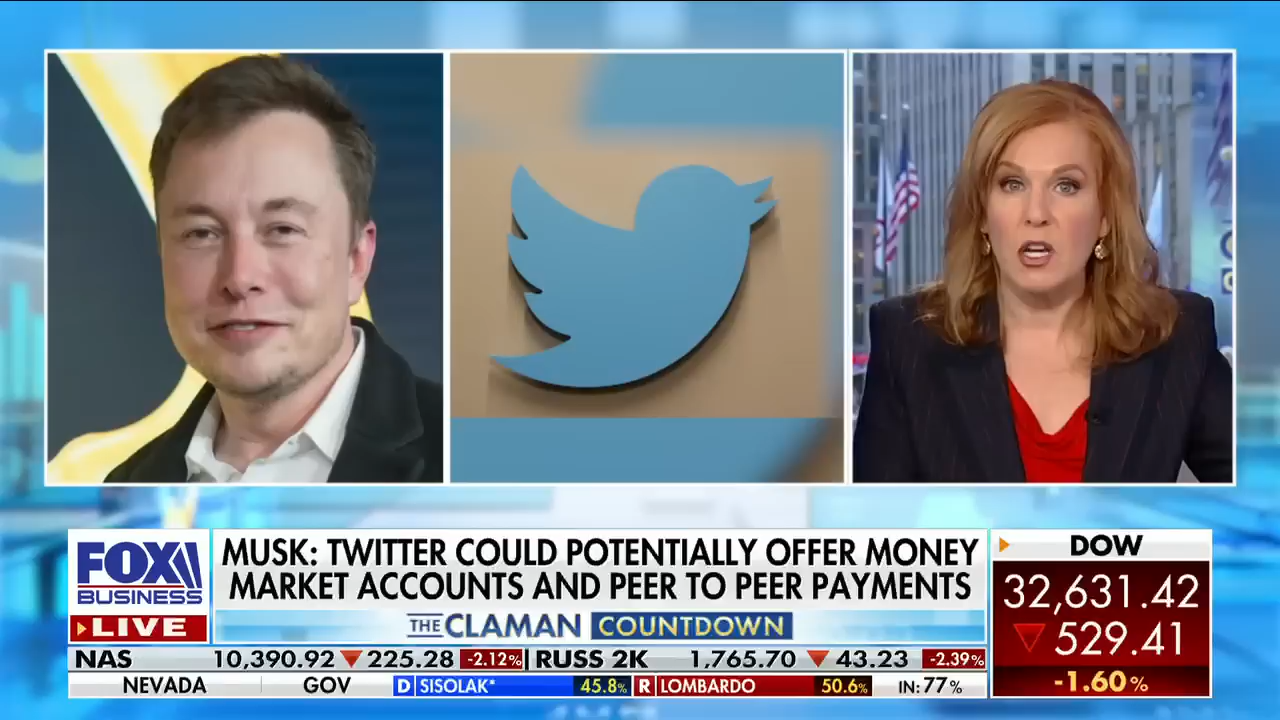 MUSK: TWITTER COULD POTENTIALLY OFFER MONEY
MARKET ACCOUNTS AND PEER TO PEER PAYMENTS
FOX
BUSINESS
LIVE
THE CLAMAN COUNTDOWN
DOW
32,631.42
529.41
-1.60%
NAS 10,390.92 225.28 -2.12% RUSS 2K 1,765.70 43.23 -2.39%
NEVADA GOV D SISOLAK* 45.8% R LOMBARDO 50.6% IN: 77%